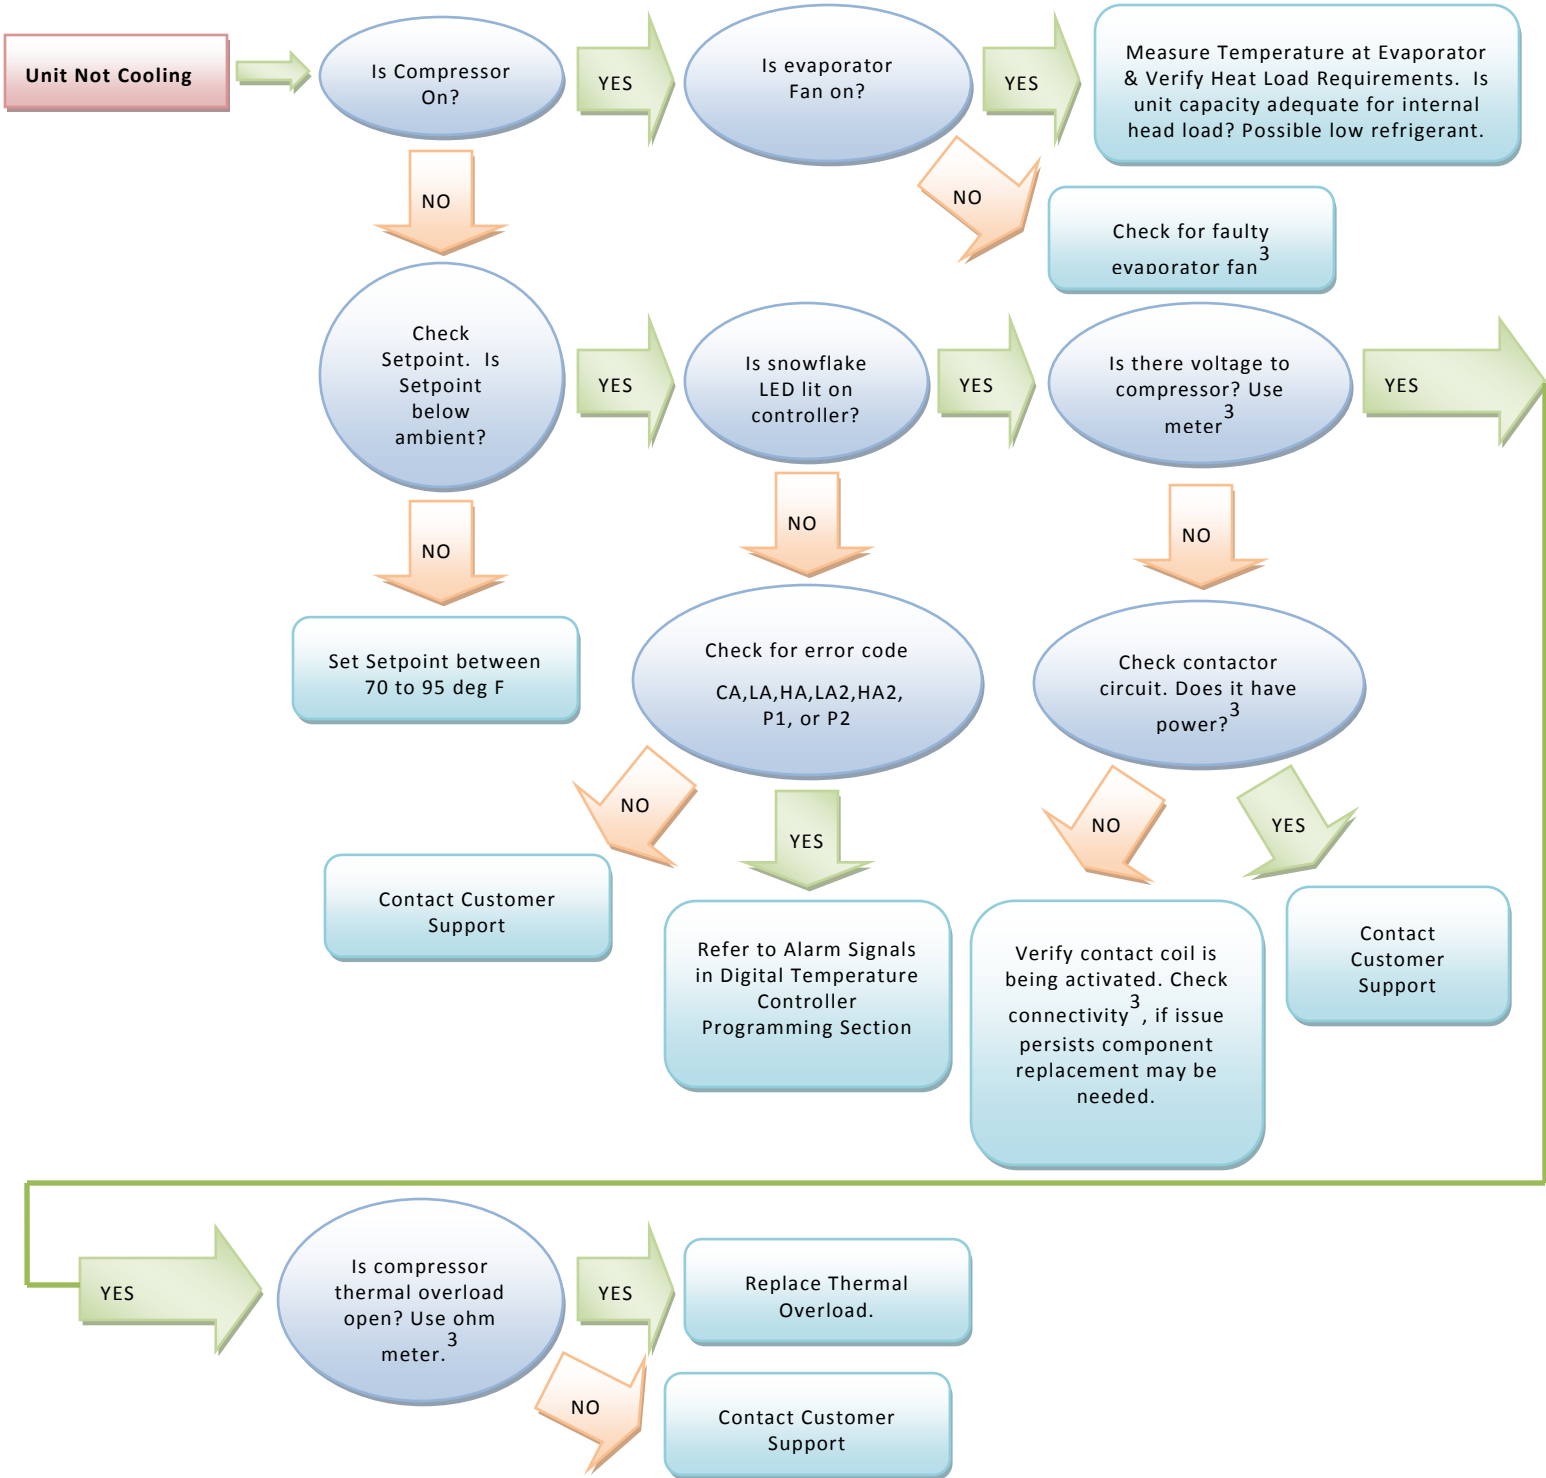 Unit Not Cooling
Is Compressor
On?
YES
Is evaporator
Fan on?
YES
Measure Temperature at Evaporator
& Verify Heat Load Requirements. Is
unit capacity adequate for internal
head load? Possible low refrigerant.
NO
NO
Check for faulty
evaporator fan3
Check
Setpoint. Is
Setpoint
below
ambient?
YES
Is snowflake
LED lit on
controller?
YES
Is there voltage to
compressor? Use
meter3
YES
NO
NO
NO
Set Setpoint between
70 to 95 deg F
Check for error code
CA,LA,HA,LA2,HA2,
P1, or P2
Check contactor
circuit. Does it have
power?3
NO
YES
NO
YES
Contact Customer
Support
Refer to Alarm Signals
in Digital Temperature
Controller
Programming Section
Verify contact coil is
being activated. Check
connectivity3, if issue
persists component
replacement may be
needed.
Contact
Customer
Support
YES
Is compressor
thermal overload
open? Use ohm
meter.3
YES
Replace Thermal
Overload.
NO
Contact Customer
Support